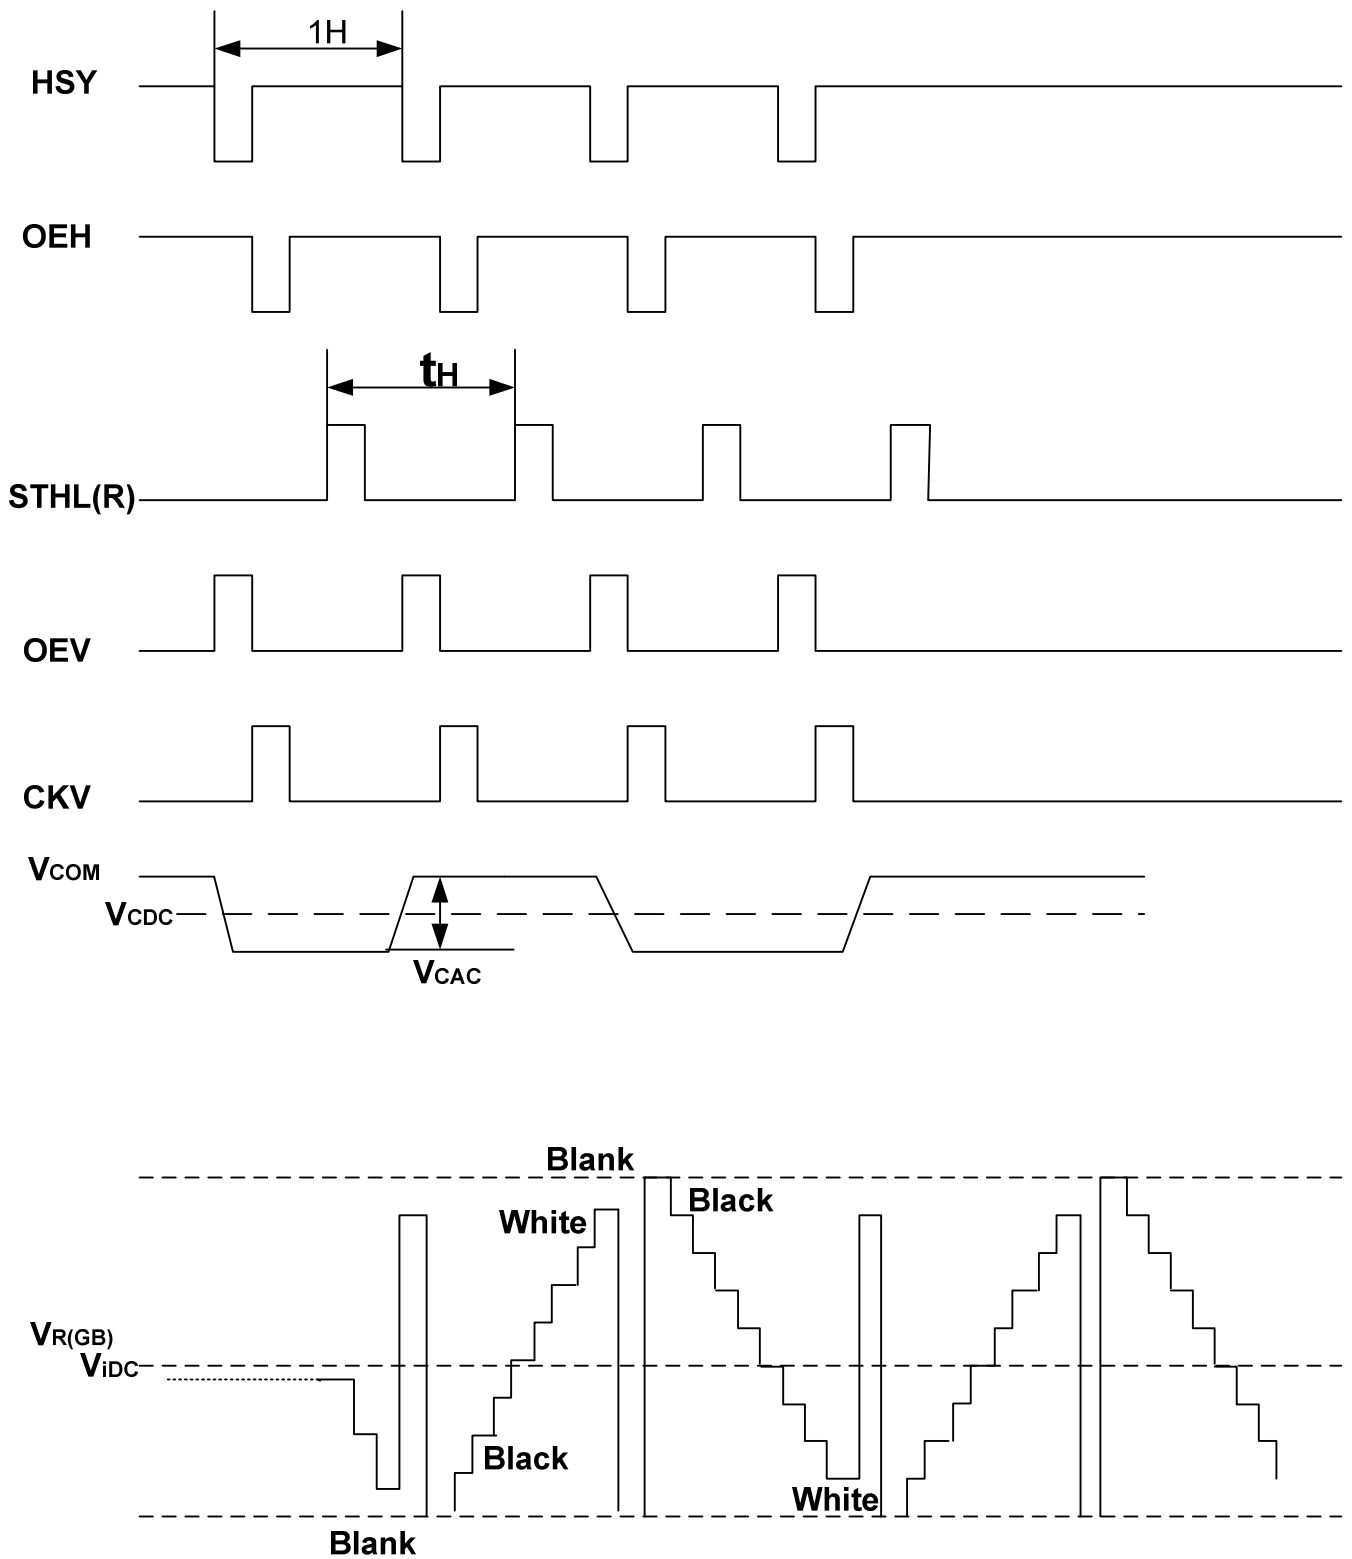 1H
HSY
OEH
tH
STHL(R)
OEV
CKV
VCOM
VCDC
VCAC
Blank
Black
White
VR(GB)
ViDC
Black
White
Blank